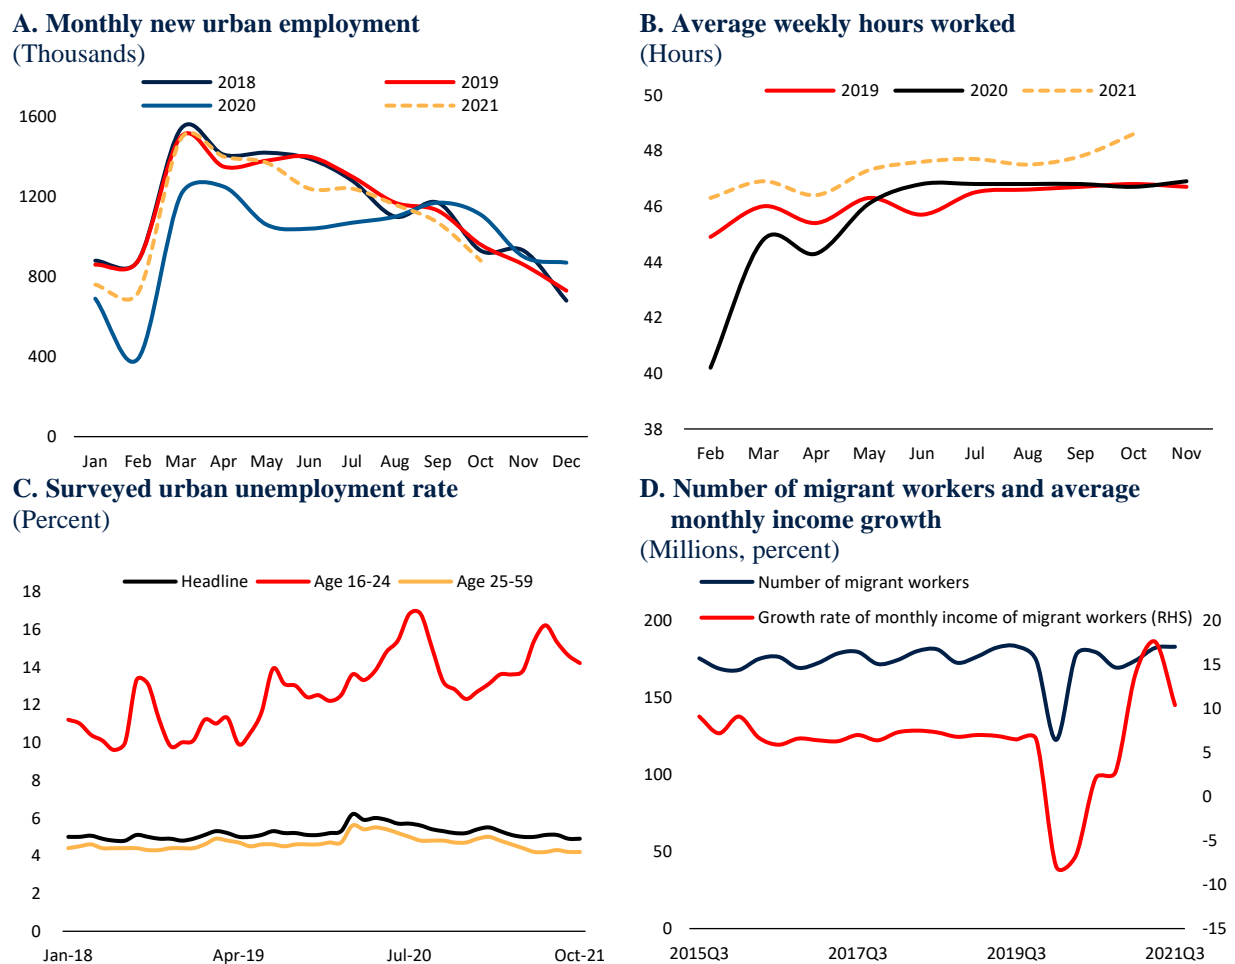 A. Monthly new urban employment
(Thousands)
2018
2019
2020
2021
1600
1200
800
400
0
Jan Feb Mar Apr May Jun Jul Aug Sep Oct Nov Dec
B. Average weekly hours worked
(Hours)
2019 2020 2021
50
48
46
44
42
40
38
Feb Mar Apr May Jun Jul Aug Sep Oct Nov
C. Surveyed urban unemployment rate
(Percent)
Headline Age 16-24 Age 25-59
18
16
14
12
10
8
6
4
2
0
Jan-18 Apr-19 Jul-20 Oct-21
D. Number of migrant workers and average
monthly income growth
(Millions, percent)
Number of migrant workers
Growth rate of monthly income of migrant workers (RHS)
200
150
100
50
0
20
15
10
5
0
-5
-10
-15
2015Q3 2017Q3 2019Q3 2021Q3